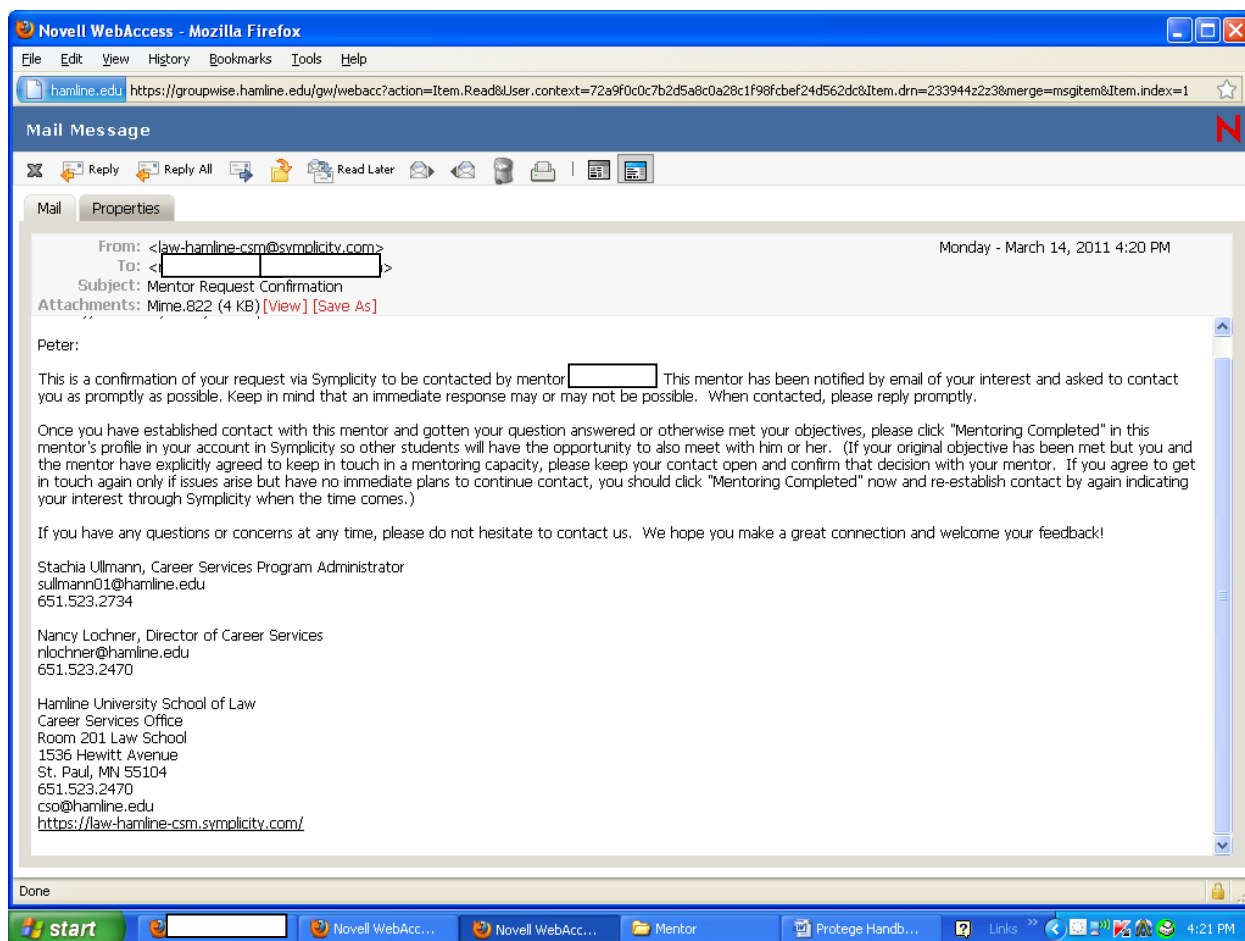 Novell WebAccess - Mozilla Firefox
File Edit View History Bookmarks Tools Help
hamline.edu https://groupwise.hamline.edu/gw/webacc?action=Item.Read&User.context=72a9f0c0c7b2d5a8c0a28c1f98fcbef24d562dc&Item.drn=233944z2z3&merge=msgitem&Item.index=1
Mail Message N
Reply Reply All Read Later
Mail Properties
From: <law-hamline-csm@symplicity.com> Monday - March 14, 2011 4:20 PM
To: < >
Subject: Mentor Request Confirmation
Attachments: Mime.822 (4 KB) [View] [Save As]
Peter:
This is a confirmation of your request via Symplicity to be contacted by mentor This mentor has been notified by email of your interest and asked to contact
you as promptly as possible. Keep in mind that an immediate response may or may not be possible. When contacted, please reply promptly.
Once you have established contact with this mentor and gotten your question answered or otherwise met your objectives, please click "Mentoring Completed" in this
mentor's profile in your account in Symplicity so other students will have the opportunity to also meet with him or her. (If your original objective has been met but you and
the mentor have explicitly agreed to keep in touch in a mentoring capacity, please keep your contact open and confirm that decision with your mentor. If you agree to get
in touch again only if issues arise but have no immediate plans to continue contact, you should click "Mentoring Completed" now and re-establish contact by again indicating
your interest through Symplicity when the time comes.)
If you have any questions or concerns at any time, please do not hesitate to contact us. We hope you make a great connection and welcome your feedback!
Stachia Ullmann, Career Services Program Administrator
sullmann01@hamline.edu
651.523.2734
Nancy Lochner, Director of Career Services
nlochner@hamline.edu
651.523.2470
Hamline University School of Law
Career Services Office
Room 201 Law School
1536 Hewitt Avenue
St. Paul, MN 55104
651.523.2470
cso@hamline.edu
https://law-hamline-csm.symplicity.com/
Done
start Novell WebAcc... Novell WebAcc... Mentor Protege Handb... Links 4:21 PM